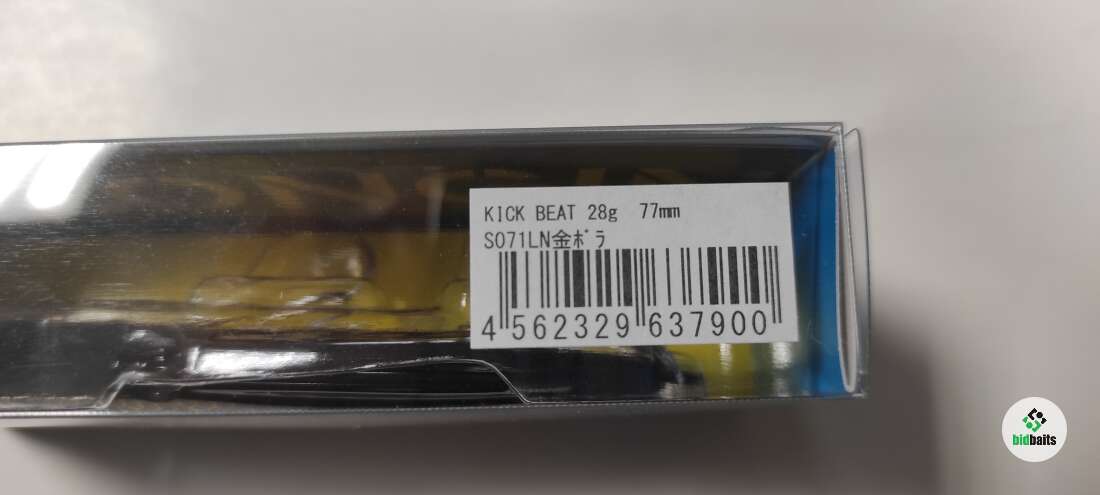 KICK BEAT 28g 77mm
S071LN金ﾎﾞﾗ
4 562329 637900
bidbaits